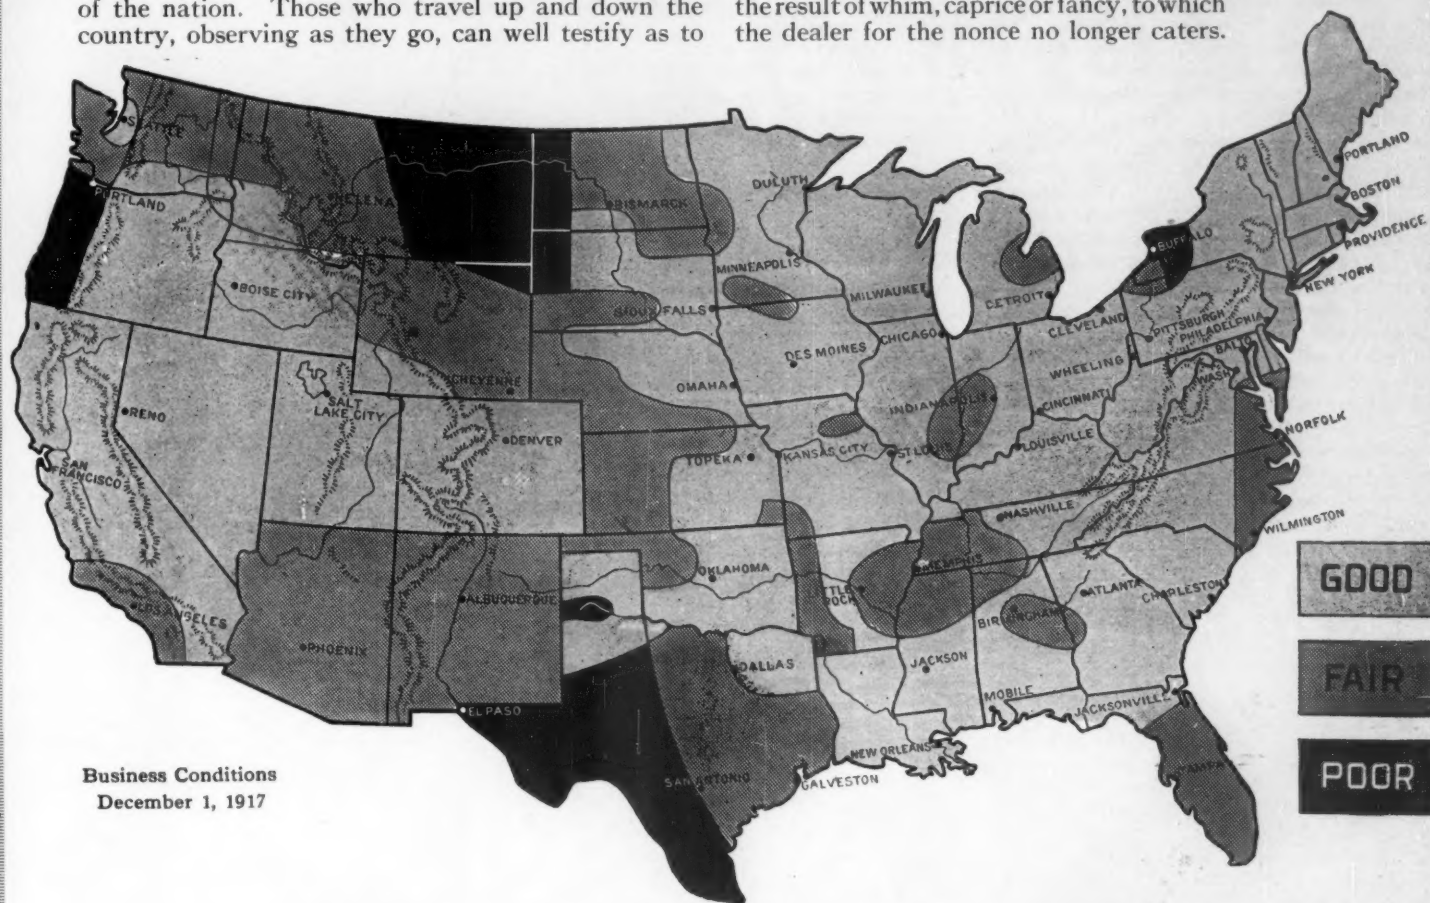 of the nation. Those who travel up and down the
country, observing as they go, can well testify as to
the result of whim, caprice or fancy, to which
the dealer for the nonce no longer caters.
SEATTLE
PORTLAND
HELENA
BISMARCK
DULUTH
MINNEAPOLIS
BOISE CITY
SIOUX FALLS
MILWAUKEE
DETROIT
BUFFALO
PORTLAND
BOSTON
PROVIDENCE
NEW YORK
CHEYENNE
OMAHA
DES MOINES
CHICAGO
CLEVELAND
PITTSBURGH
PHILADELPHIA
WHEELING
BALTO.
WASH.
RENO
SALT
LAKE CITY
DENVER
INDIANAPOLIS
CINCINNATI
NORFOLK
SAN
FRANCISCO
TOPEKA
KANSAS CITY
ST LOUIS
LOUISVILLE
NASHVILLE
WILMINGTON
LOS ANGELES
ALBUQUERQUE
OKLAHOMA
LITTLE
ROCK
MEMPHIS
ATLANTA
CHARLESTON
BIRMINGHAM
PHOENIX
DALLAS
JACKSON
EL PASO
MOBILE
JACKSONVILLE
NEW ORLEANS
SAN ANTONIO
GALVESTON
TAMPA
GOOD
FAIR
POOR
Business Conditions
December 1, 1917